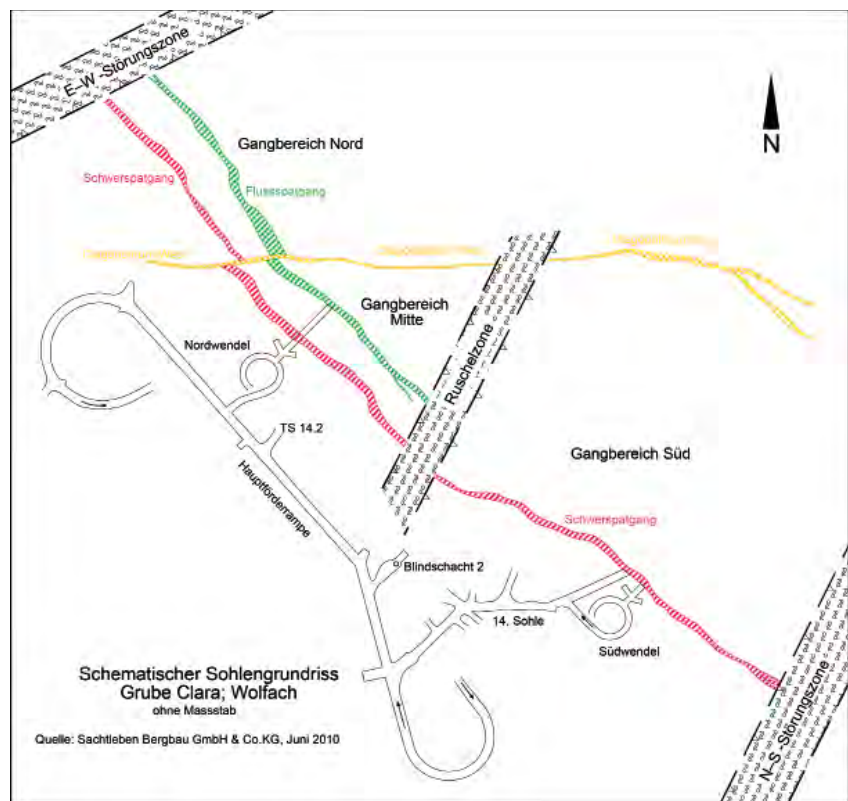 E–W -Störungszone
Gangbereich Nord
N
Schwerspatgang
Flussspatgang
Gangbereich
Mitte
Nordwendel
Ruschelzone
TS 14.2
Gangbereich Süd
Hauptförderrampe
Schwerspatgang
Blindschacht 2
14. Sohle
Südwendel
Schematischer Sohlengrundriss
Grube Clara; Wolfach
ohne Massstab
N–S -Störungszone
Quelle: Sachtleben Bergbau GmbH & Co.KG, Juni 2010